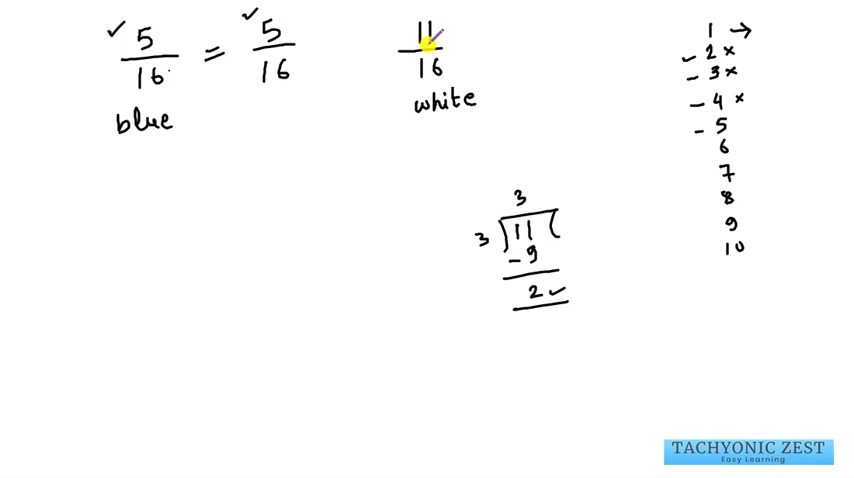 5/16 = 5/16
blue
11/16
white
1 →
2 ×
3 ×
4 ×
5
6
7
8
9
10
3
3 ) 11 (
- 9
2 ✓
TACHYONIC ZEST
Easy Learning